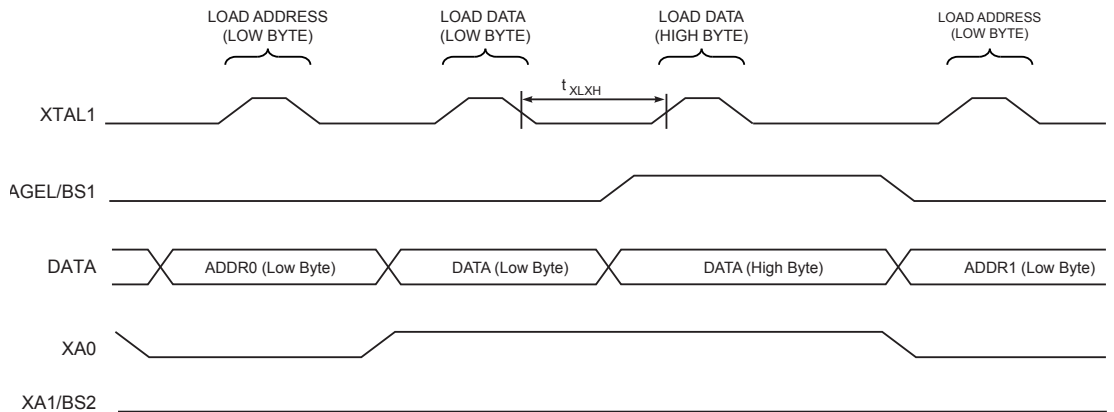 LOAD ADDRESS
(LOW BYTE)
LOAD DATA
(LOW BYTE)
LOAD DATA
(HIGH BYTE)
LOAD ADDRESS
(LOW BYTE)
t XLXH
XTAL1
AGEL/BS1
DATA
ADDR0 (Low Byte)
DATA (Low Byte)
DATA (High Byte)
ADDR1 (Low Byte)
XA0
XA1/BS2